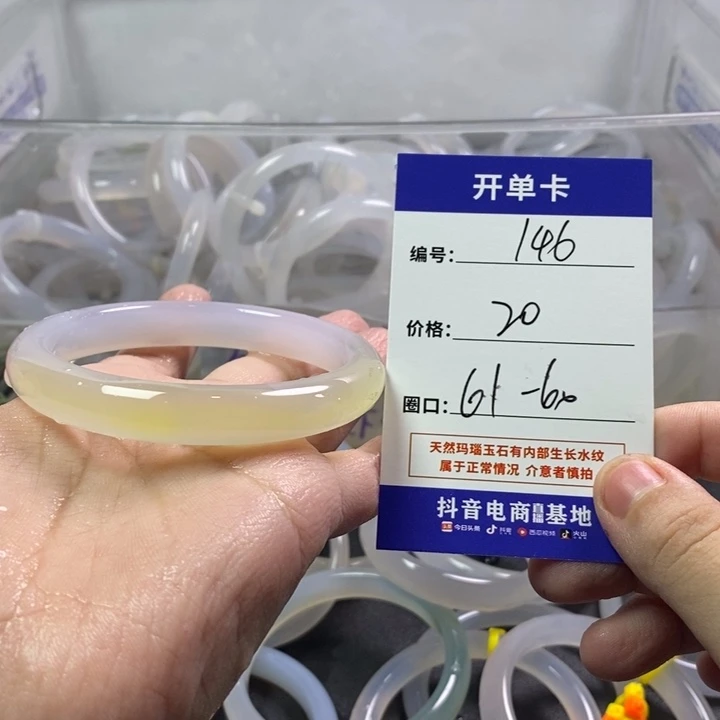 开单卡
编号: 146
价格: 20
圈口: 61-60
天然玛瑙玉石有内部生长水纹
属于正常情况 介意者慎拍
抖音电商直播基地
今日头条 抖音 西瓜视频 火山